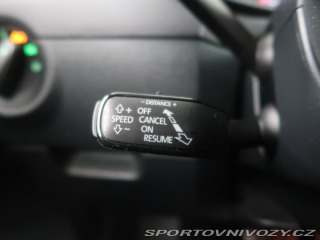 - DISTANCE +
+ OFF
SPEED CANCEL
- ON
RESUME
SPORTOVNIVOZY.CZ